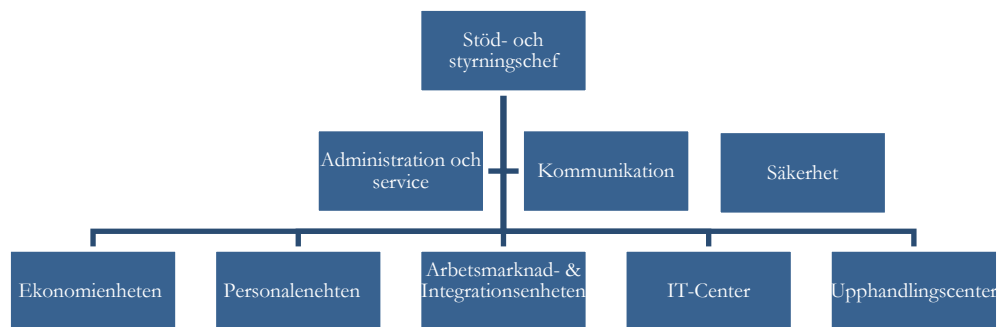 Stöd- och
styrningschef
Administration och
service
Kommunikation
Säkerhet
Ekonomienheten
Personalenehten
Arbetsmarknad- &
Integrationsenheten
IT-Center
Upphandlingscenter